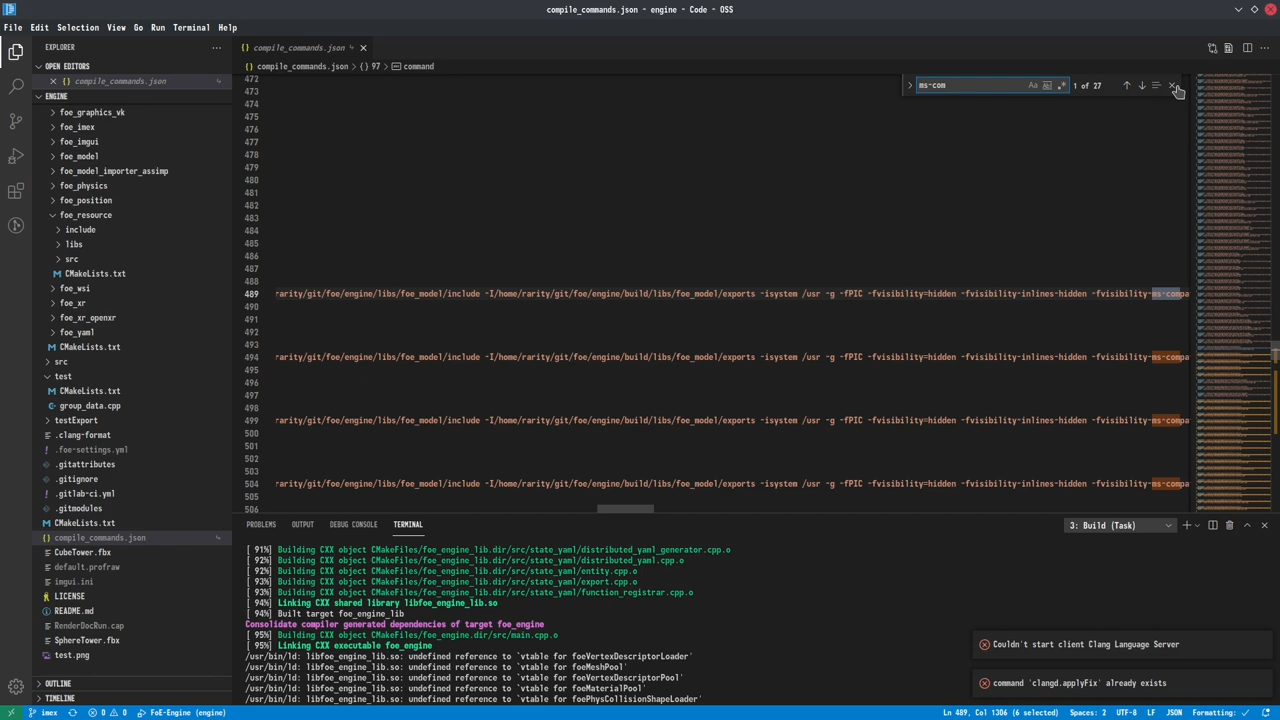 compile_commands.json - engine - Code - OSS
File Edit Selection View Go Run Terminal Help
EXPLORER
OPEN EDITORS
compile_commands.json
ENGINE
foe_graphics_vk
foe_imex
foe_imgui
foe_model
foe_model_importer_assimp
foe_physics
foe_position
foe_resource
include
libs
src
CMakeLists.txt
foe_wsi
foe_xr
foe_xr_openxr
foe_yaml
CMakeLists.txt
src
test
CMakeLists.txt
group_data.cpp
testExport
.clang-format
.foe-settings.yml
.gitattributes
.gitignore
.gitlab-ci.yml
.gitmodules
CMakeLists.txt
compile_commands.json
CubeTower.fbx
default.profraw
imgui.ini
LICENSE
README.md
RenderDocRun.cap
SphereTower.fbx
test.png
OUTLINE
TIMELINE
{} compile_commands.json
{} compile_commands.json > {} 97 > command
ms-com Aa 1 of 27
472
473
474
475
476
477
478
479
480
481
482
483
484
485
486
487
488
489 rarity/git/foe/engine/libs/foe_model/include -I/home/rarity/git/foe/engine/build/libs/foe_model/exports -isystem /usr -g -fPIC -fvisibility=hidden -fvisibility-inlines-hidden -fvisibility-ms-compa
490
491
492
493
494 rarity/git/foe/engine/libs/foe_model/include -I/home/rarity/git/foe/engine/build/libs/foe_model/exports -isystem /usr -g -fPIC -fvisibility=hidden -fvisibility-inlines-hidden -fvisibility-ms-compa
495
496
497
498
499 rarity/git/foe/engine/libs/foe_model/include -I/home/rarity/git/foe/engine/build/libs/foe_model/exports -isystem /usr -g -fPIC -fvisibility=hidden -fvisibility-inlines-hidden -fvisibility-ms-compa
500
501
502
503
504 rarity/git/foe/engine/libs/foe_model/include -I/home/rarity/git/foe/engine/build/libs/foe_model/exports -isystem /usr -g -fPIC -fvisibility=hidden -fvisibility-inlines-hidden -fvisibility-ms-compa
505
506
PROBLEMS OUTPUT DEBUG CONSOLE TERMINAL 3: Build (Task)
[ 91%] Building CXX object CMakeFiles/foe_engine_lib.dir/src/state_yaml/distributed_yaml_generator.cpp.o
[ 92%] Building CXX object CMakeFiles/foe_engine_lib.dir/src/state_yaml/distributed_yaml.cpp.o
[ 92%] Building CXX object CMakeFiles/foe_engine_lib.dir/src/state_yaml/entity.cpp.o
[ 93%] Building CXX object CMakeFiles/foe_engine_lib.dir/src/state_yaml/export.cpp.o
[ 93%] Building CXX object CMakeFiles/foe_engine_lib.dir/src/state_yaml/function_registrar.cpp.o
[ 94%] Linking CXX shared library libfoe_engine_lib.so
[ 94%] Built target foe_engine_lib
Consolidate compiler generated dependencies of target foe_engine
[ 95%] Building CXX object CMakeFiles/foe_engine.dir/src/main.cpp.o
[ 95%] Linking CXX executable foe_engine
/usr/bin/ld: libfoe_engine_lib.so: undefined reference to `vtable for foeVertexDescriptorLoader'
/usr/bin/ld: libfoe_engine_lib.so: undefined reference to `vtable for foeMeshPool'
/usr/bin/ld: libfoe_engine_lib.so: undefined reference to `vtable for foeVertexDescriptorPool'
/usr/bin/ld: libfoe_engine_lib.so: undefined reference to `vtable for foeMaterialPool'
/usr/bin/ld: libfoe_engine_lib.so: undefined reference to `vtable for foePhysCollisionShapeLoader'
Couldn't start client Clang Language Server
command 'clangd.applyFix' already exists
imex 0 0 FoE-Engine (engine) Ln 489, Col 1306 (6 selected) Spaces: 2 UTF-8 LF JSON Formatting: ✓